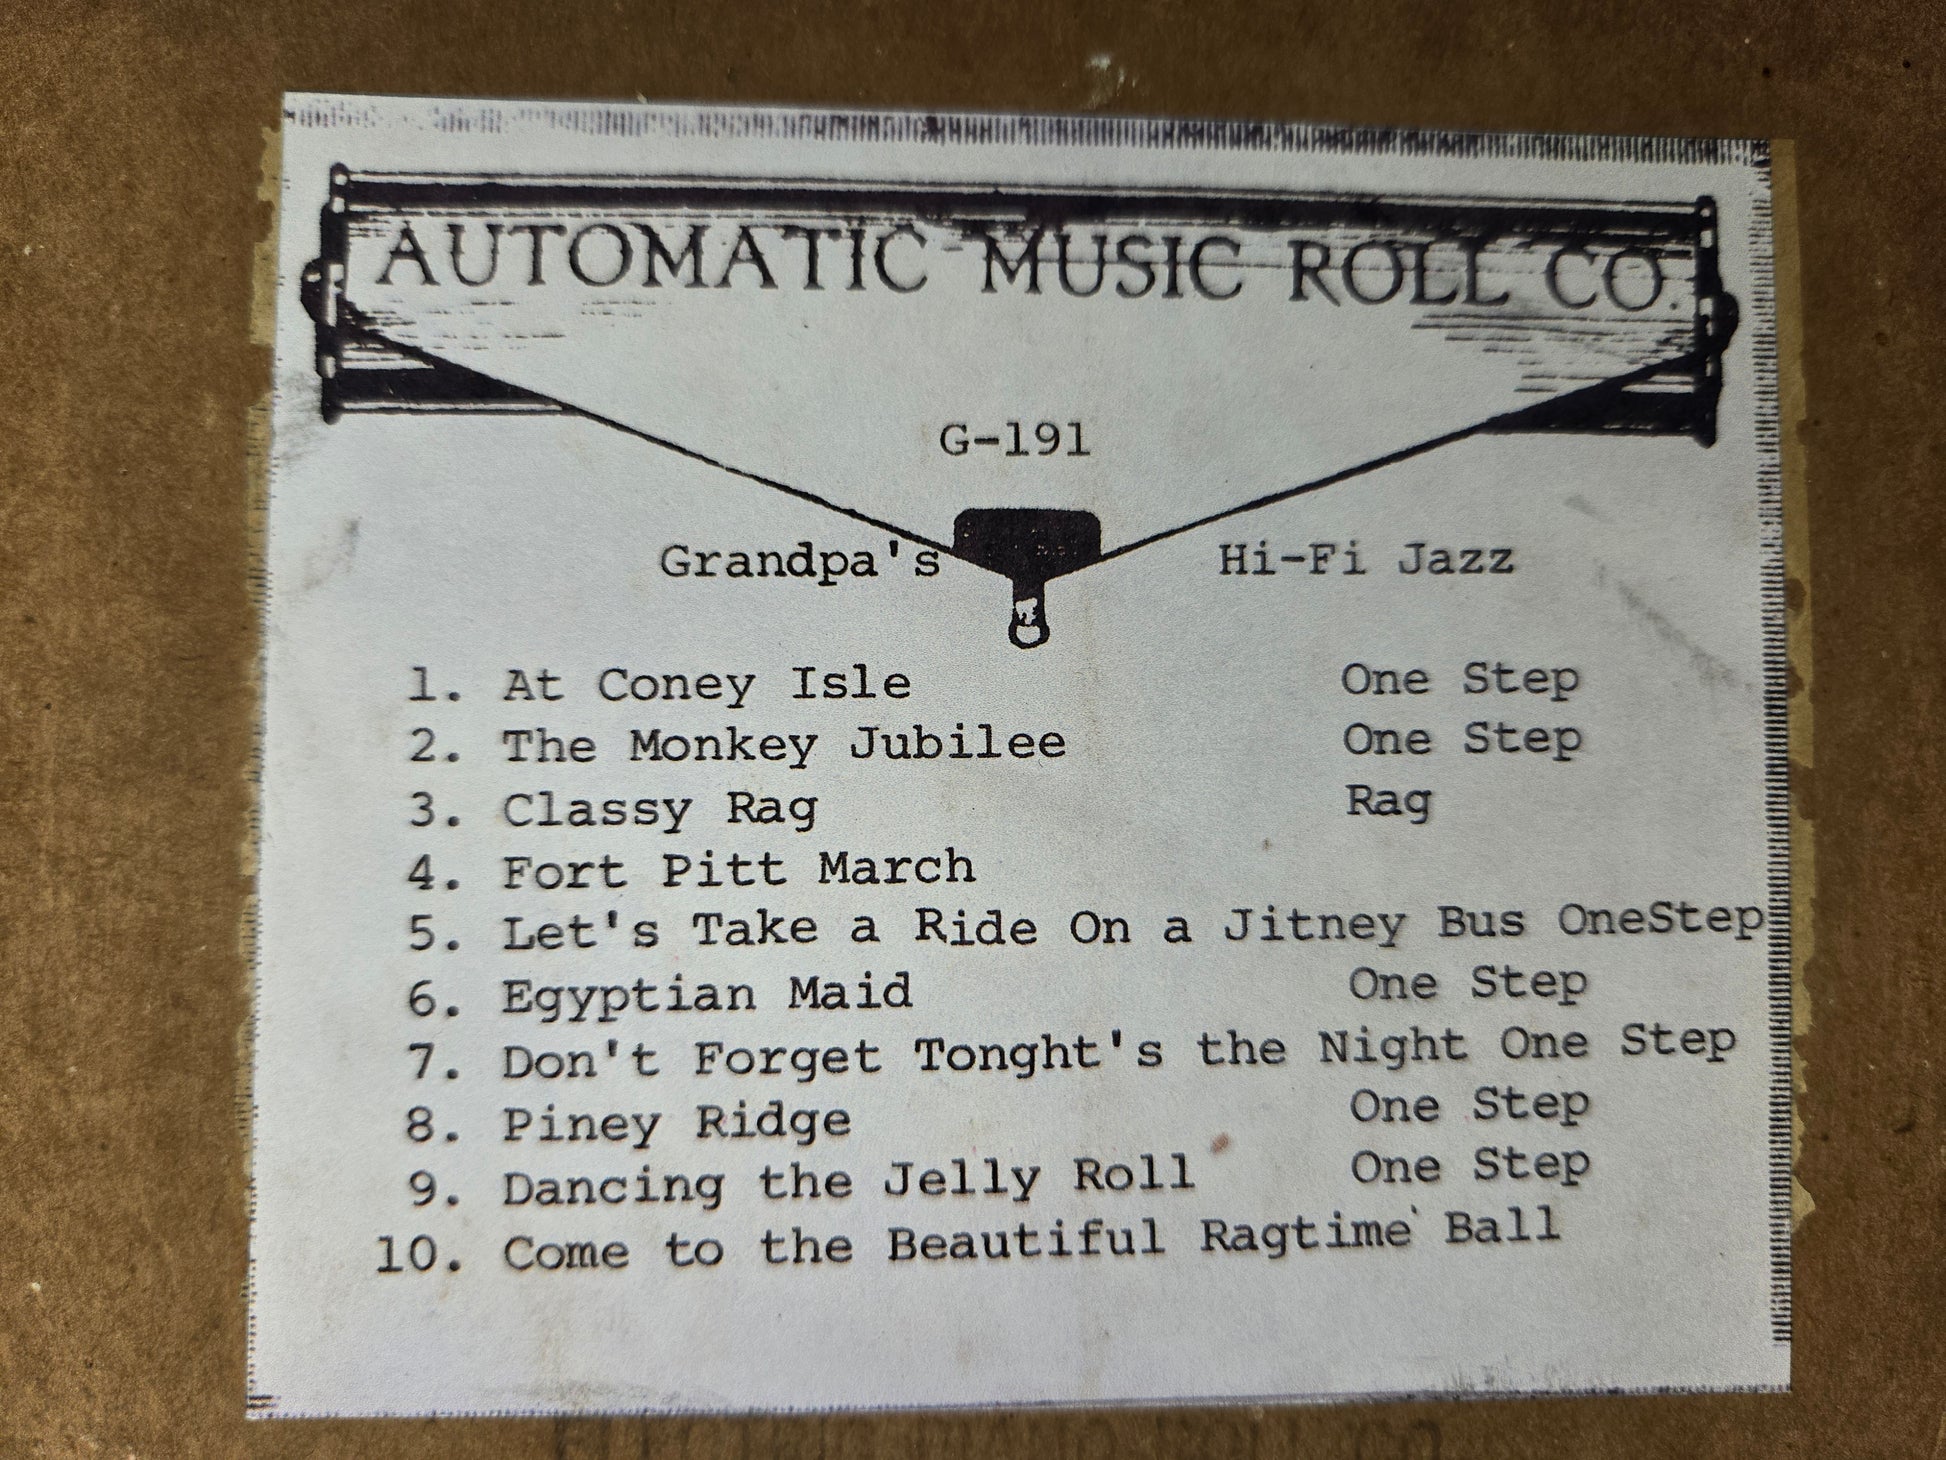 AUTOMATIC MUSIC ROLL CO.
G-191
Grandpa's Hi-Fi Jazz
1. At Coney Isle One Step
2. The Monkey Jubilee One Step
3. Classy Rag Rag
4. Fort Pitt March
5. Let's Take a Ride On a Jitney Bus OneStep
6. Egyptian Maid One Step
7. Don't Forget Tonght's the Night One Step
8. Piney Ridge One Step
9. Dancing the Jelly Roll One Step
10. Come to the Beautiful Ragtime Ball